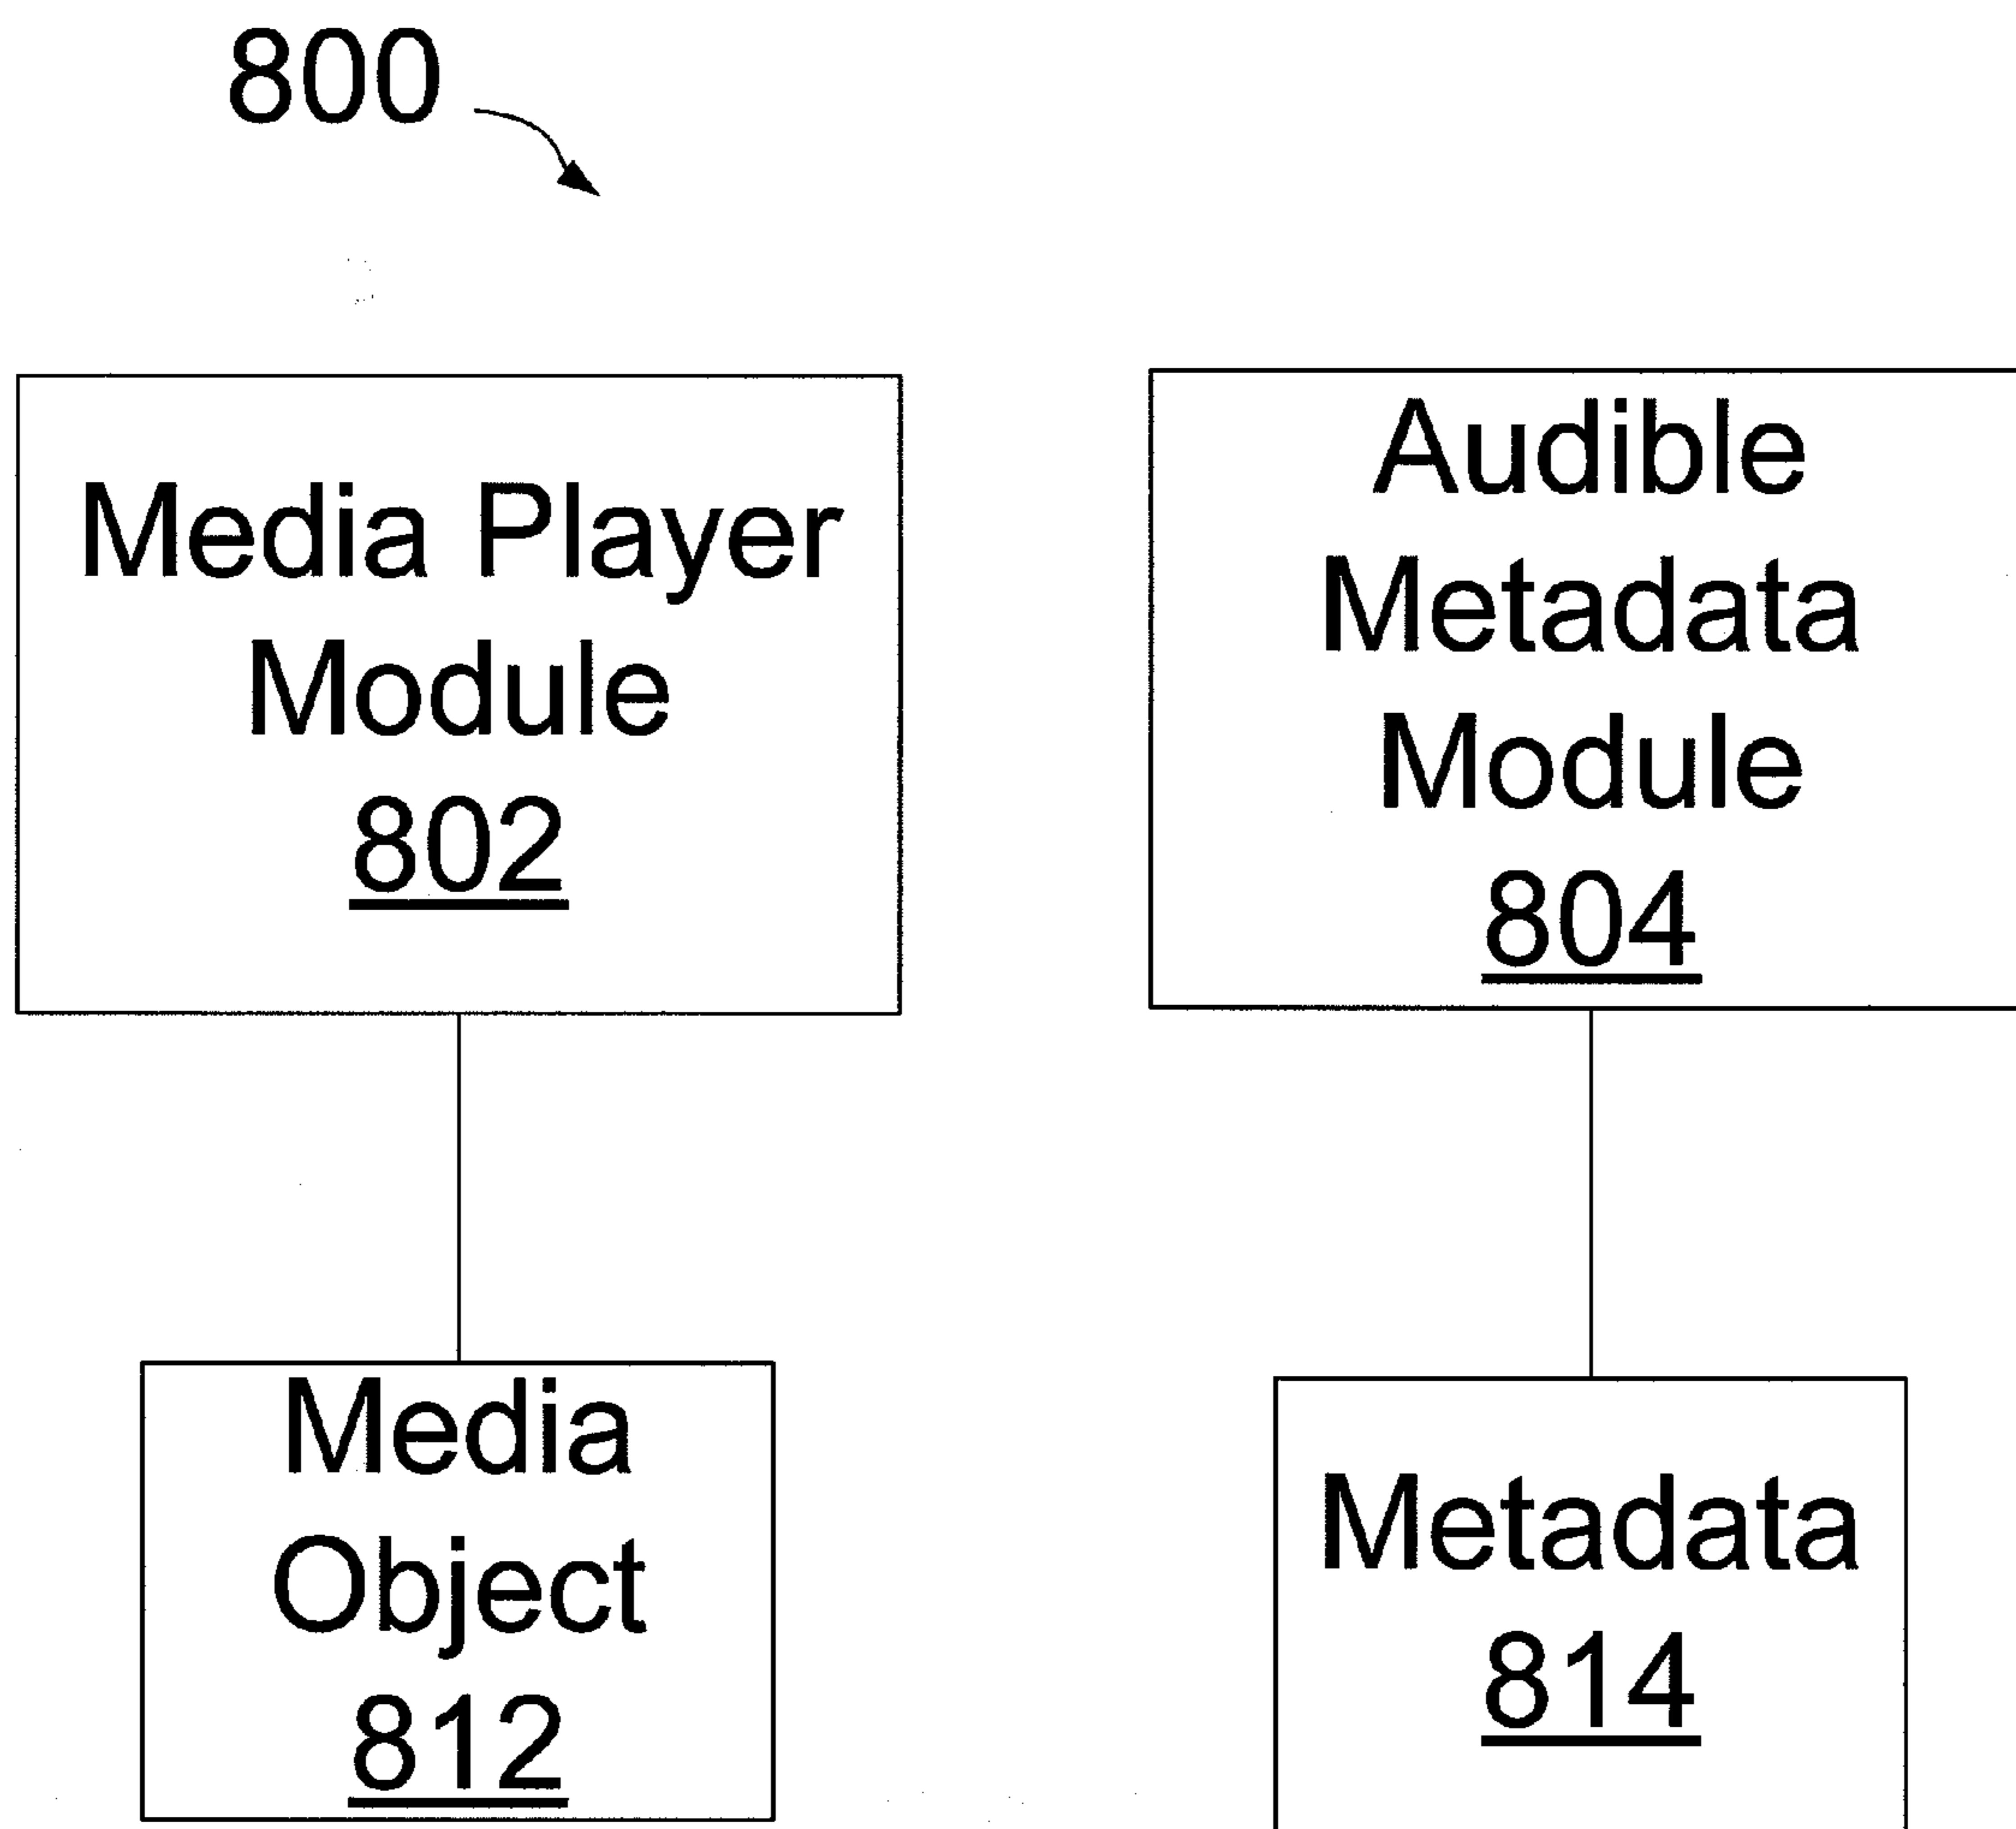 800
Media Player
Module
802
Audible
Metadata
Module
804
Media
Object
812
Metadata
814